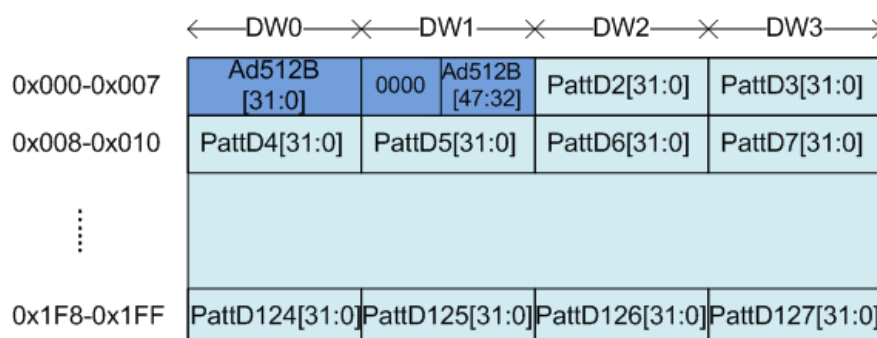 DW0 DW1 DW2 DW3
0x000-0x007 Ad512B [31:0] 0000 Ad512B [47:32] PattD2[31:0] PattD3[31:0]
0x008-0x010 PattD4[31:0] PattD5[31:0] PattD6[31:0] PattD7[31:0]
0x1F8-0x1FF PattD124[31:0] PattD125[31:0] PattD126[31:0] PattD127[31:0]